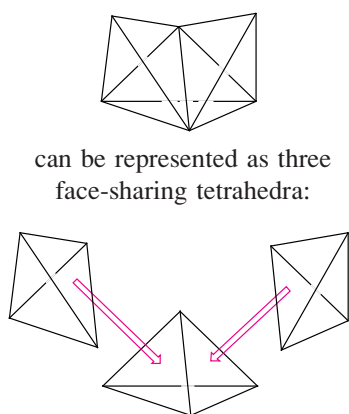 can be represented as three
face-sharing tetrahedra: